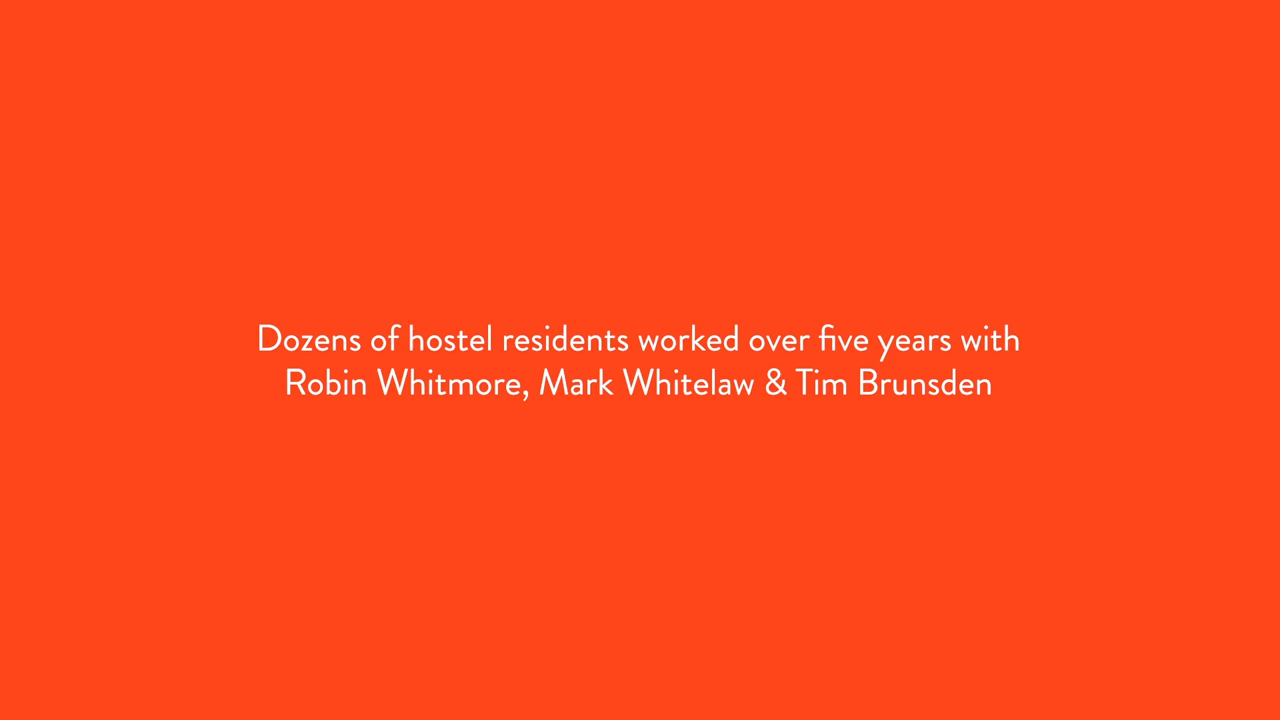 Dozens of hostel residents worked over five years with
Robin Whitmore, Mark Whitelaw & Tim Brunsden